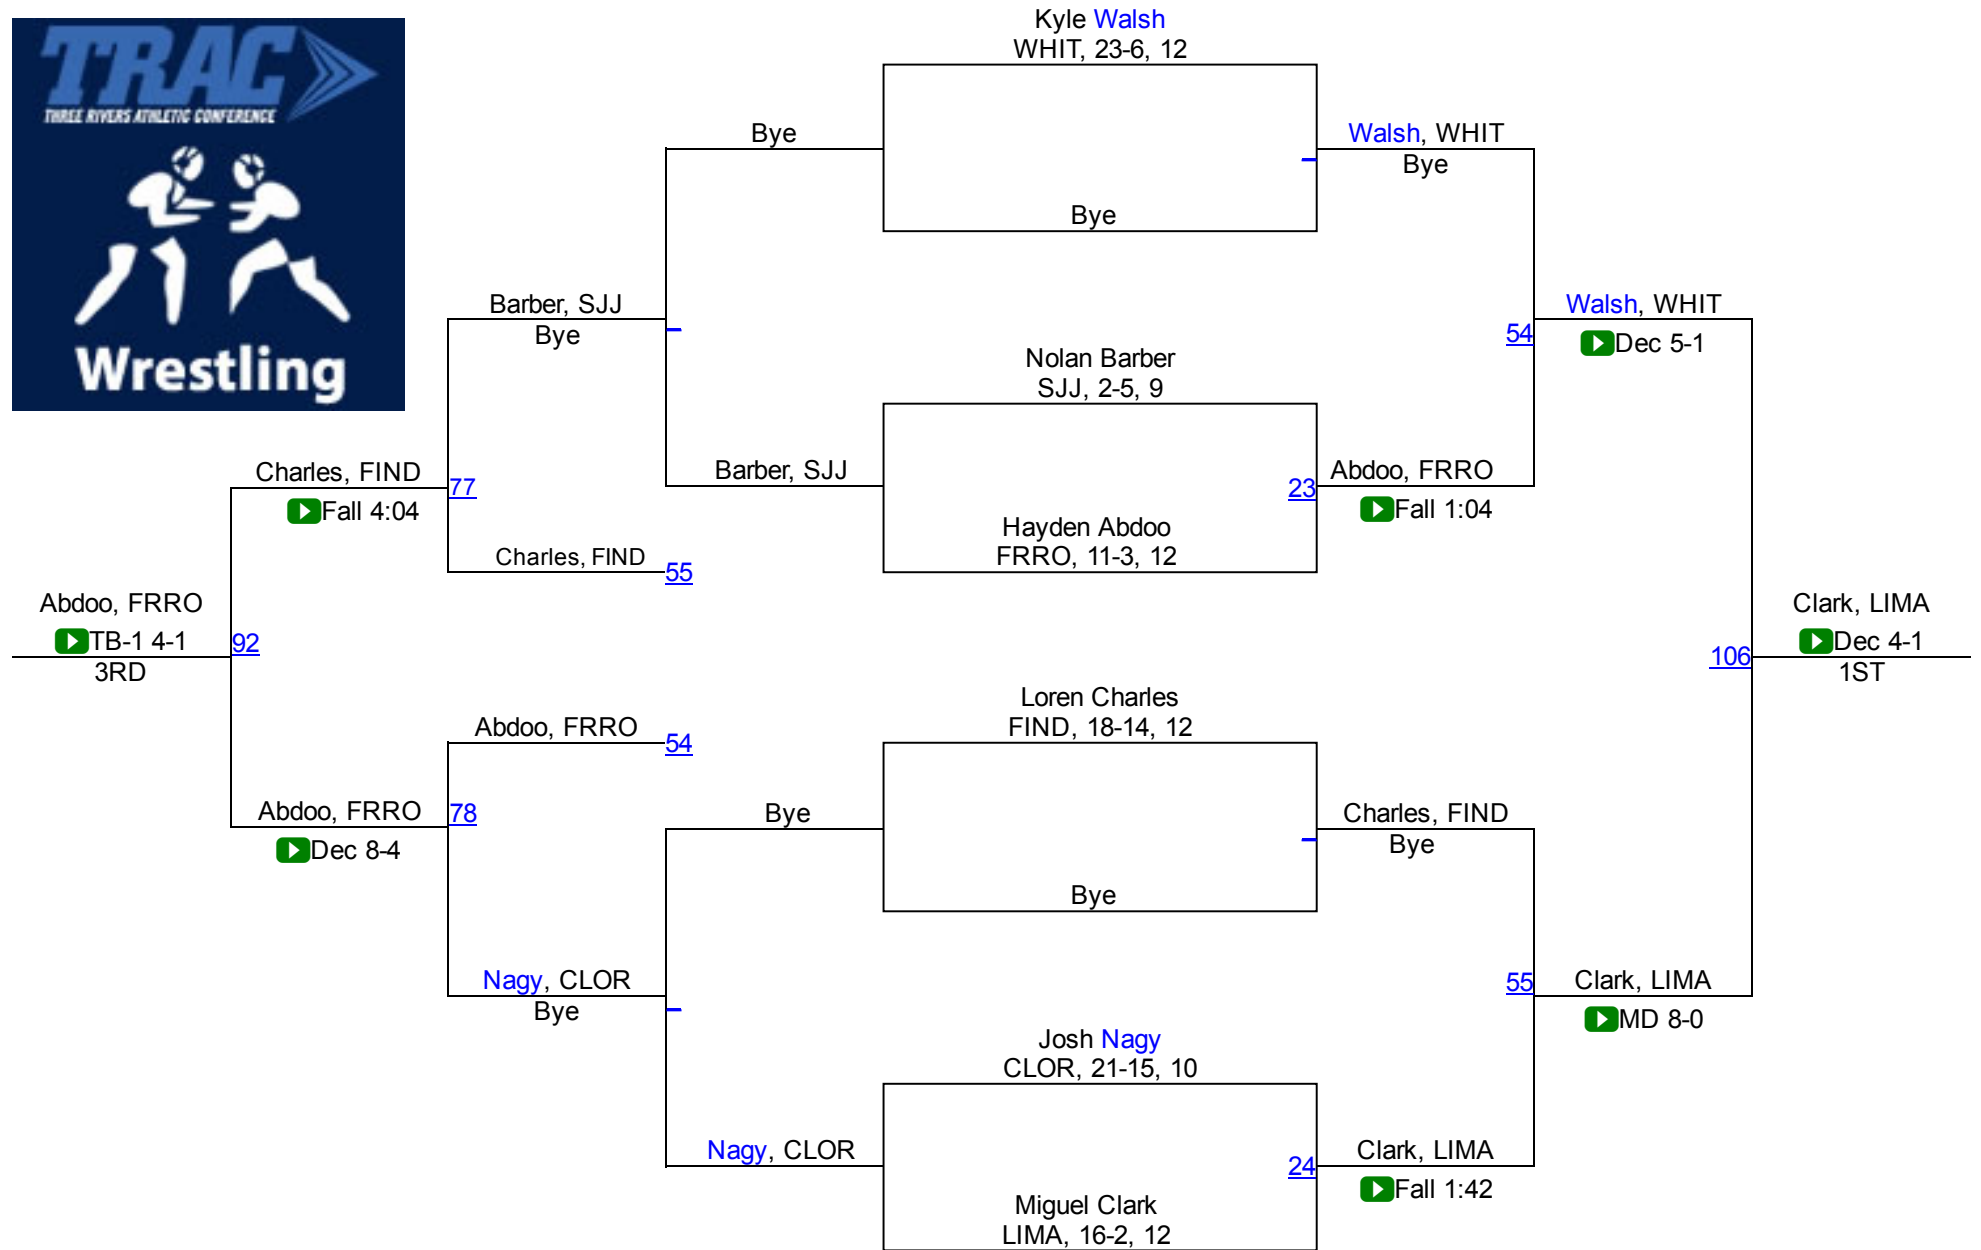 TRAC
THREE RIVERS ATHLETIC CONFERENCE
Wrestling
Kyle Walsh
WHIT, 23-6, 12
Bye
Walsh, WHIT
Bye
Bye
Barber, SJJ
Bye
Walsh, WHIT
54
Dec 5-1
Nolan Barber
SJJ, 2-5, 9
Charles, FIND
77
Fall 4:04
Barber, SJJ
23
Abdoo, FRRO
Fall 1:04
Hayden Abdoo
FRRO, 11-3, 12
Charles, FIND
55
Abdoo, FRRO
TB-1 4-1
92
3RD
Clark, LIMA
Dec 4-1
106
1ST
Loren Charles
FIND, 18-14, 12
Abdoo, FRRO
54
Abdoo, FRRO
78
Dec 8-4
Bye
Charles, FIND
Bye
Bye
Nagy, CLOR
Bye
55
Clark, LIMA
MD 8-0
Josh Nagy
CLOR, 21-15, 10
Nagy, CLOR
24
Clark, LIMA
Fall 1:42
Miguel Clark
LIMA, 16-2, 12